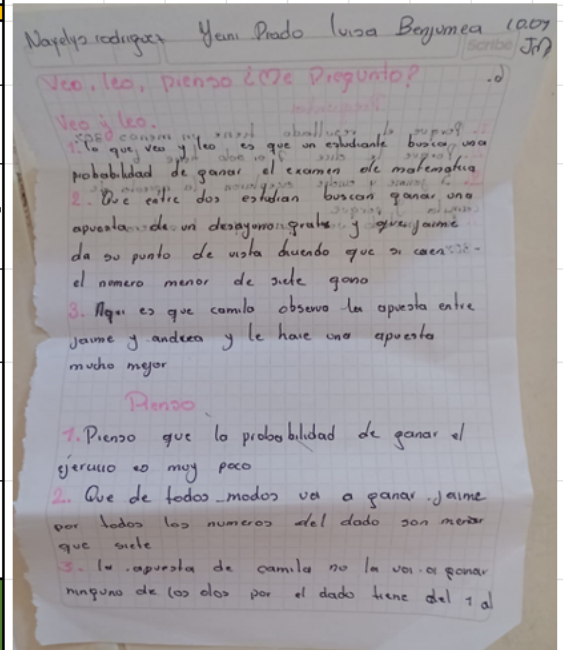 Nayelys rodriguez Yeini Prado luisa Benjumea 10.07
Scribe JM
Veo, leo, pienso ¿Me Pregunto?
Veo y leo.
1. lo que veo y leo es que un estudiante busca una
probabilidad de ganar el examen de matematica
2. Que entre dos estudian buscan ganar una
apuesta de un desayuno gratis y que jaime
da su punto de vista diciendo que si caen
el nomero menor de siete gano
3. Aqui es que camilo observa la apuesta entre
jaime y andrea y le hace una apuesta
mucho mejor
Pienso
1. Pienso que la probabilidad de ganar el
ejercicio es muy poco
2. Que de todos modos va a ganar jaime
por todos los numeros del dado son menor
que siete
3. la apuesta de camila no la va a ganar
ninguno de los dos por el dado tiene del 1 al